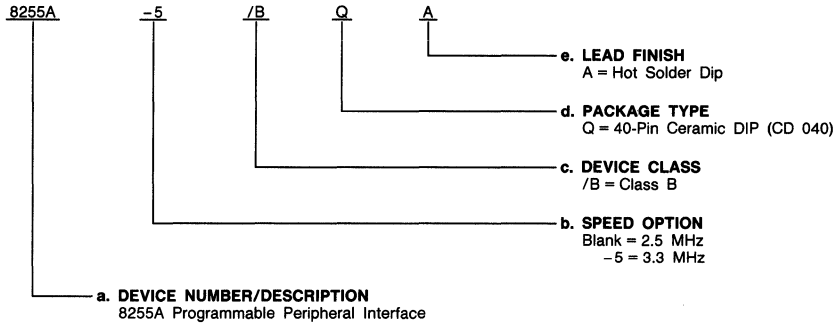 8255A -5 /B Q A
e. LEAD FINISH
A = Hot Solder Dip
d. PACKAGE TYPE
Q = 40-Pin Ceramic DIP (CD 040)
c. DEVICE CLASS
/B = Class B
b. SPEED OPTION
Blank = 2.5 MHz
-5 = 3.3 MHz
a. DEVICE NUMBER/DESCRIPTION
8255A Programmable Peripheral Interface